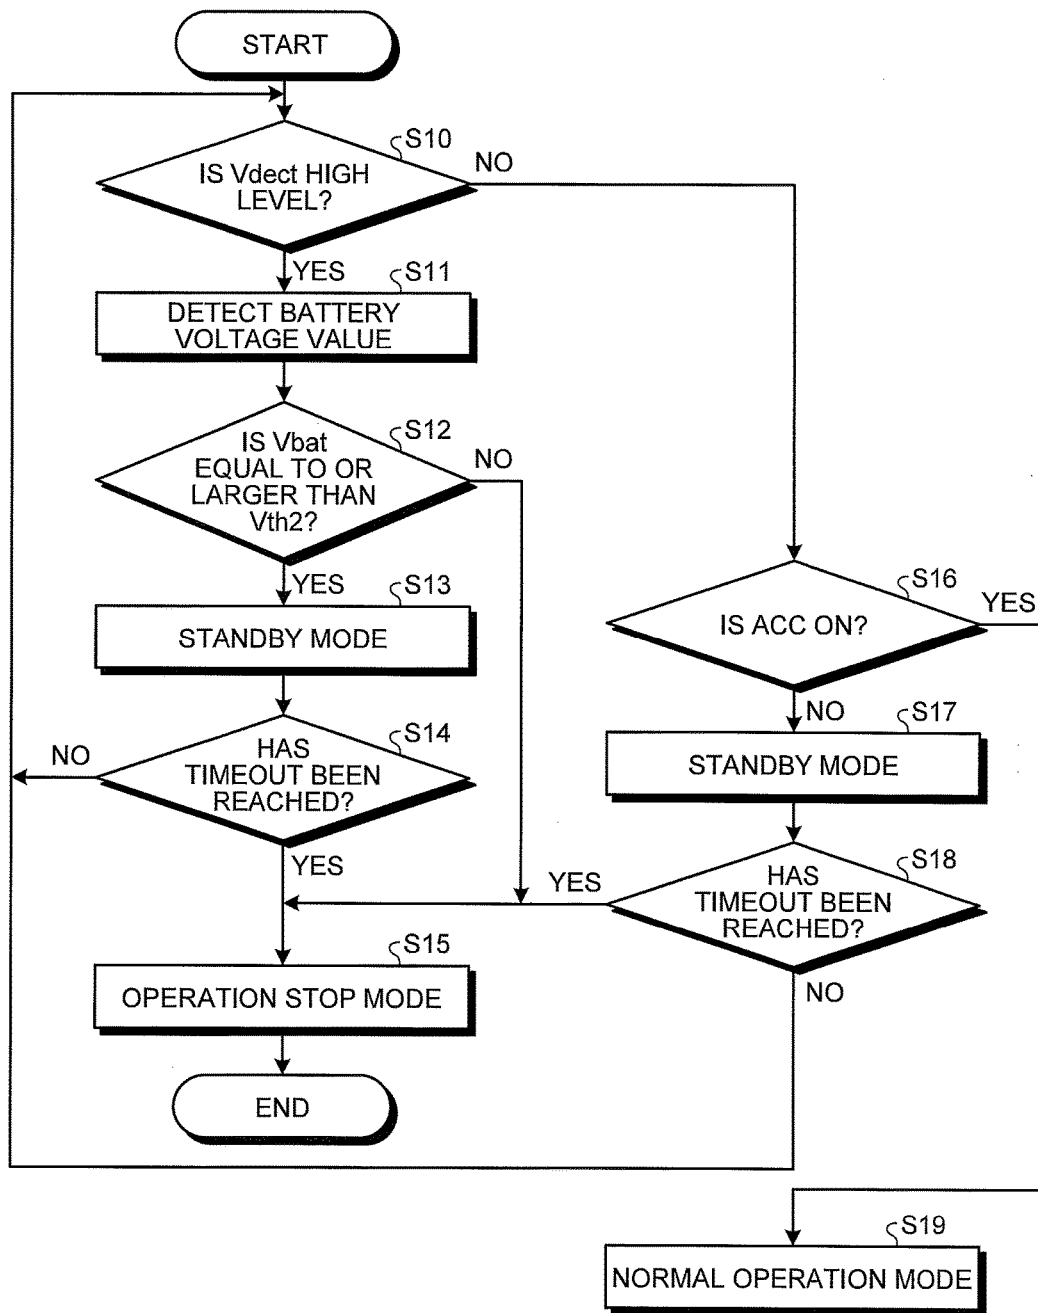 START
S10
IS Vdect HIGH
LEVEL?
NO
YES
S11
DETECT BATTERY
VOLTAGE VALUE
S12
IS Vbat
EQUAL TO OR
LARGER THAN
Vth2?
NO
YES
S13
STANDBY MODE
S14
HAS
TIMEOUT BEEN
REACHED?
NO
YES
S15
OPERATION STOP MODE
END
S16
IS ACC ON?
YES
NO
S17
STANDBY MODE
S18
HAS
TIMEOUT BEEN
REACHED?
YES
NO
S19
NORMAL OPERATION MODE